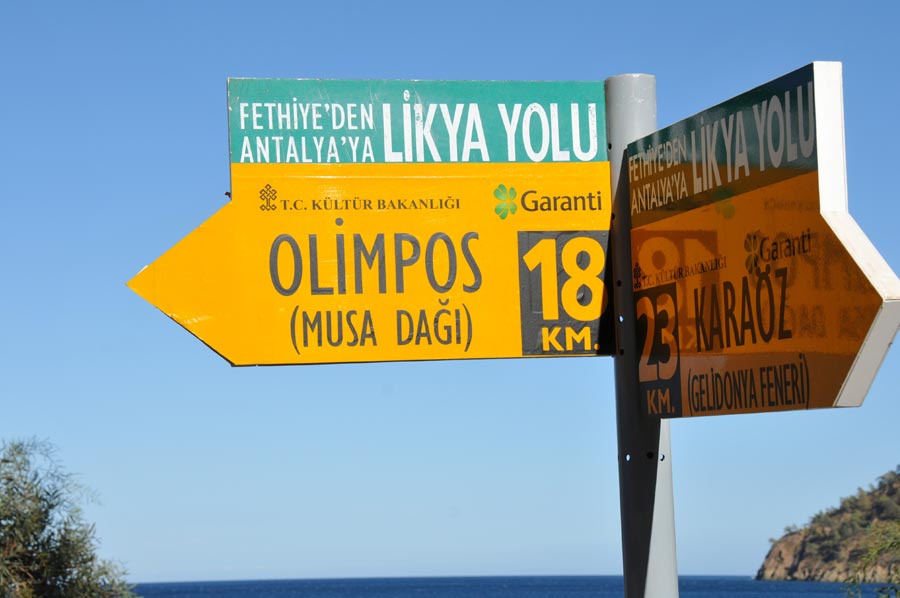 FETHİYE'DEN
ANTALYA'YA
LİKYA YOLU
T.C. KÜLTÜR BAKANLIĞI
Garanti
OLİMPOS
(MUSA DAĞI)
18
KM.
FETHİYE'DEN
ANTALYA'YA
LİKYA YOLU
T.C. KÜLTÜR BAKANLIĞI
Garanti
23
KM.
KARAÖZ
(GELİDONYA FENERİ)